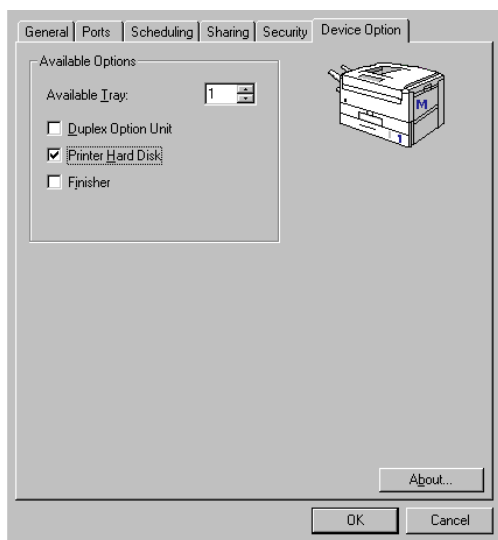 General Ports Scheduling Sharing Security Device Option
Available Options
Available Tray: 1
Duplex Option Unit
Printer Hard Disk
Finisher
M
1
About...
OK Cancel